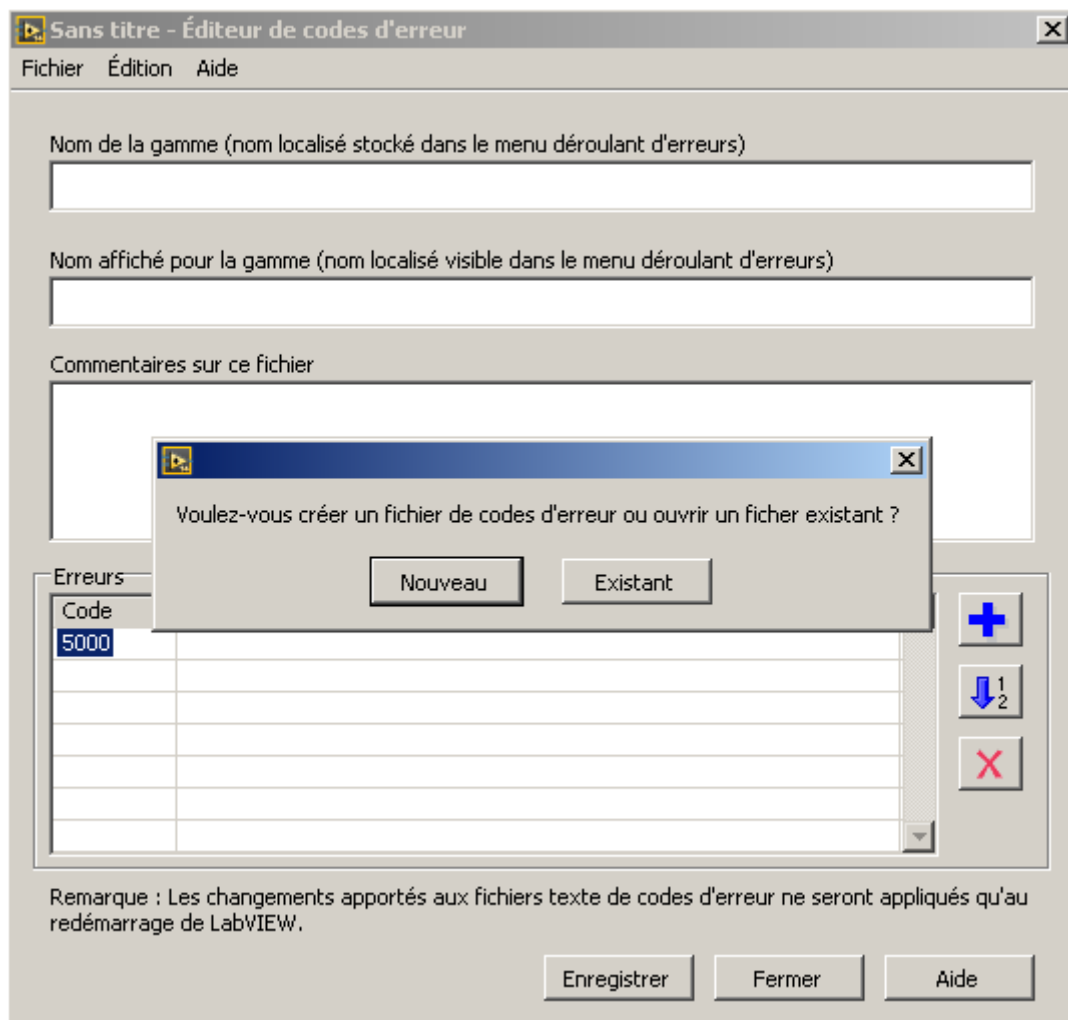 Sans titre - Éditeur de codes d'erreur
Fichier Édition Aide
Nom de la gamme (nom localisé stocké dans le menu déroulant d'erreurs)
Nom affiché pour la gamme (nom localisé visible dans le menu déroulant d'erreurs)
Commentaires sur ce fichier
Voulez-vous créer un fichier de codes d'erreur ou ouvrir un ficher existant ?
Nouveau Existant
Erreurs
Code
5000
1
2
Remarque : Les changements apportés aux fichiers texte de codes d'erreur ne seront appliqués qu'au
redémarrage de LabVIEW.
Enregistrer Fermer Aide